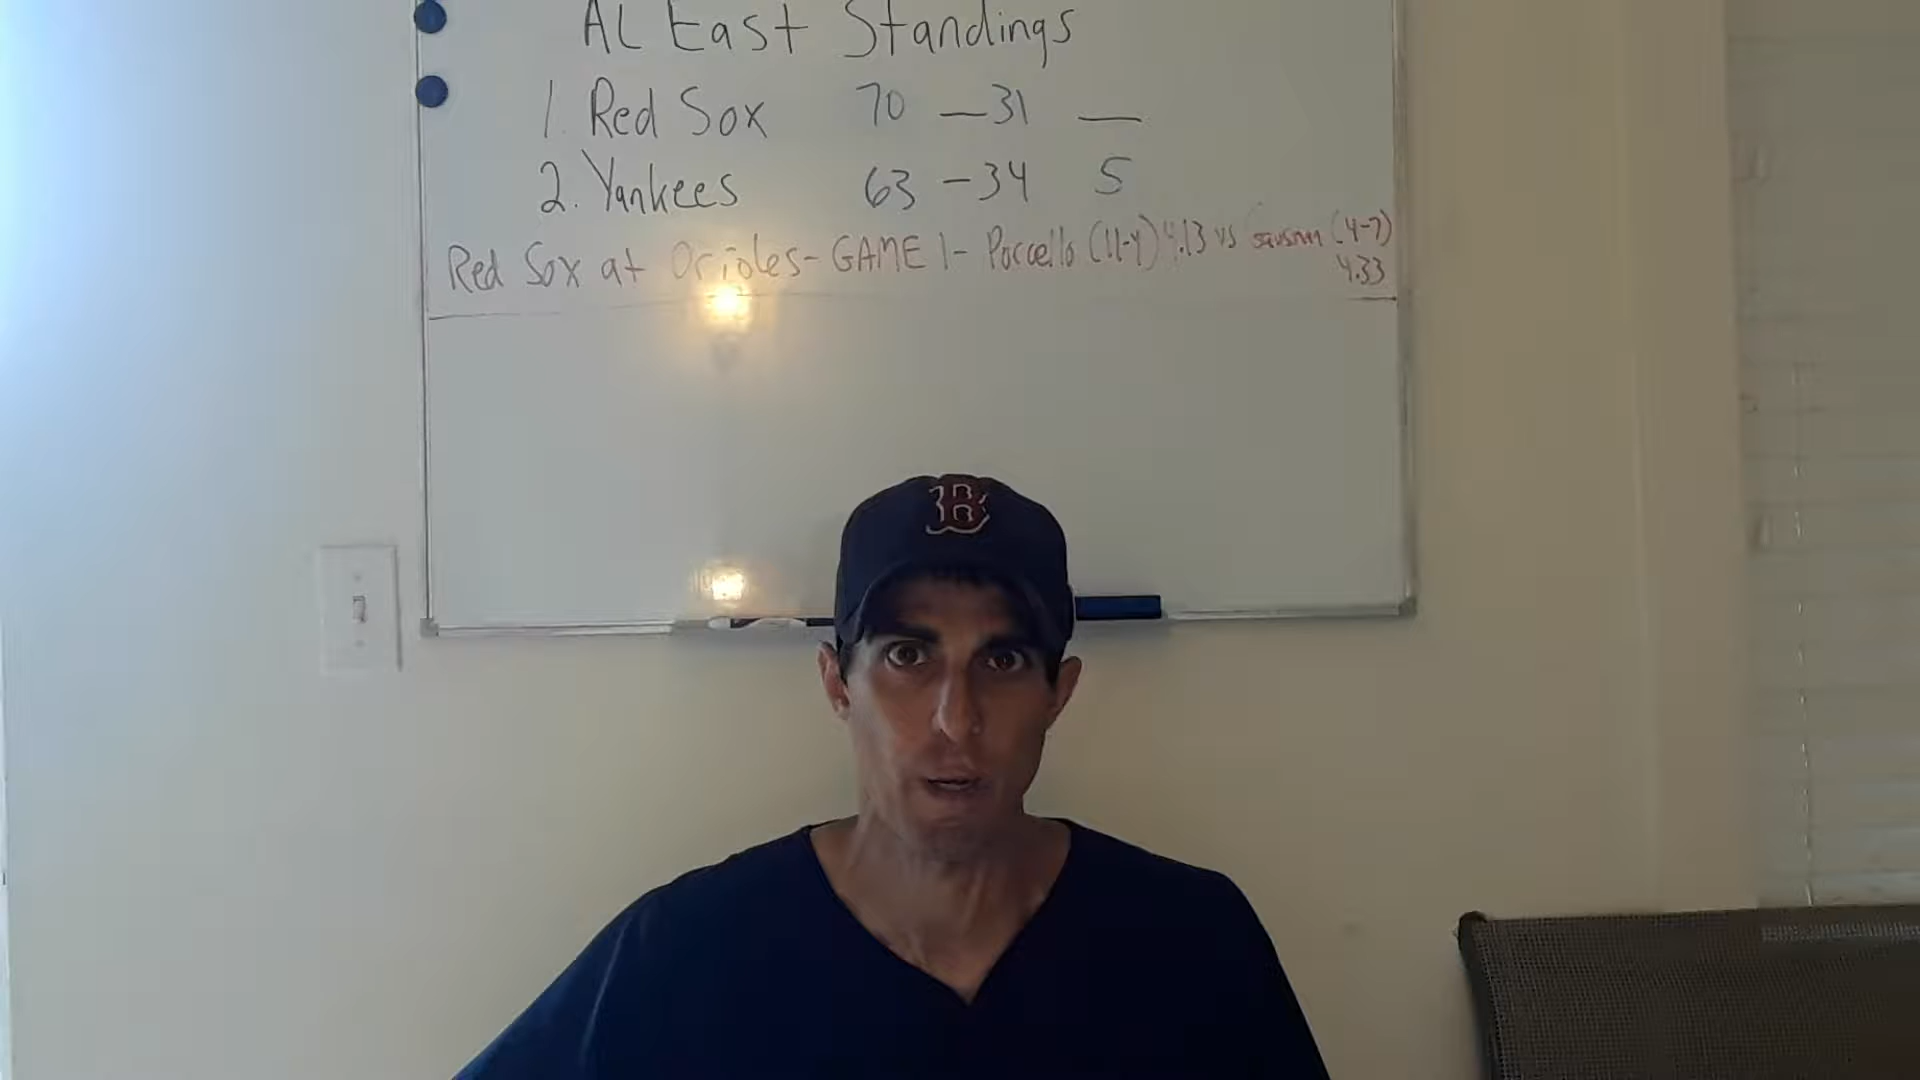 AL East Standings
1. Red Sox 70 — 31 —
2. Yankees 63 — 34 5
Red Sox at Orioles - GAME 1 - Porcello (11-4) 4.13 vs Gausman (4-7)
4.33
B